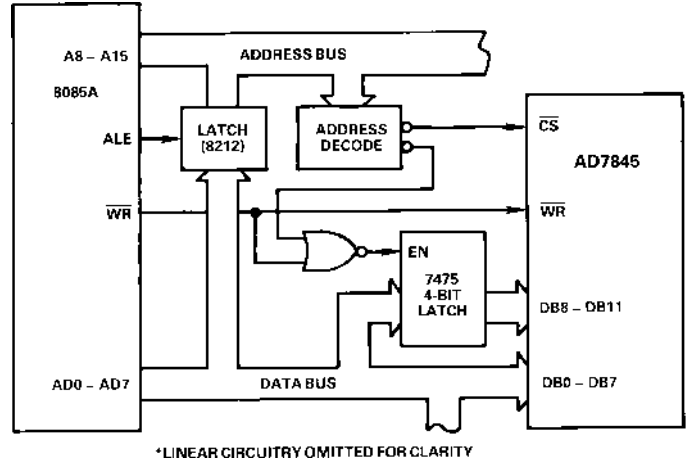 A8 – A15
ADDRESS BUS
8085A
ALE
LATCH
(8212)
ADDRESS
DECODE
CS
AD7845
WR
WR
EN
7475
4-BIT
LATCH
DB8 – DB11
AD0 – AD7
DATA BUS
DB0 – DB7
*LINEAR CIRCUITRY OMITTED FOR CLARITY